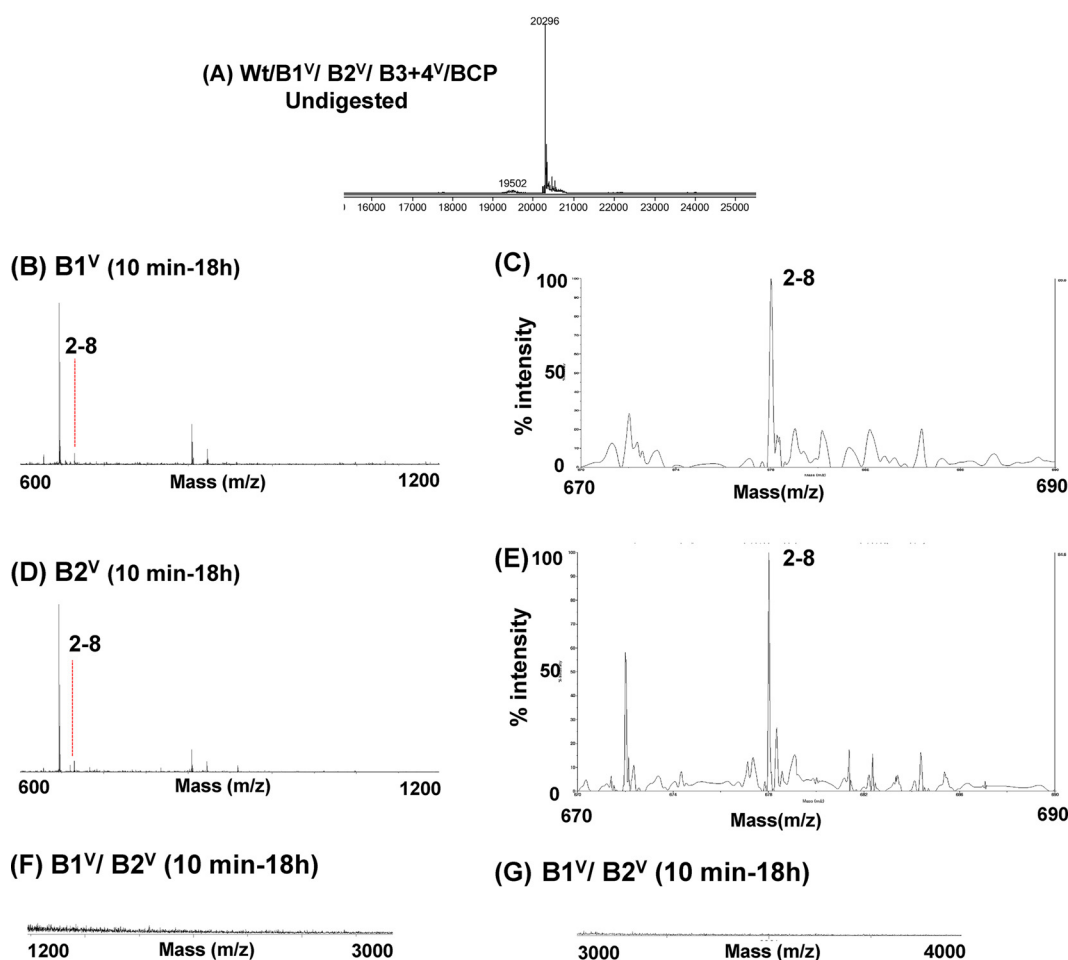 20296
(A) Wt/B1V/ B2V/ B3+4V/BCP
Undigested
19502
16000 17000 18000 19000 20000 21000 22000 23000 24000 25000
(B) B1V (10 min-18h)
2-8
600 Mass (m/z) 1200
(C)
2-8
100
50
0
% intensity
670 Mass(m/z) 690
(D) B2V (10 min-18h)
2-8
600 Mass (m/z) 1200
(E)
2-8
100
50
0
% intensity
670 Mass(m/z) 690
(F) B1V/ B2V (10 min-18h)
1200 Mass (m/z) 3000
(G) B1V/ B2V (10 min-18h)
3000 Mass (m/z) 4000